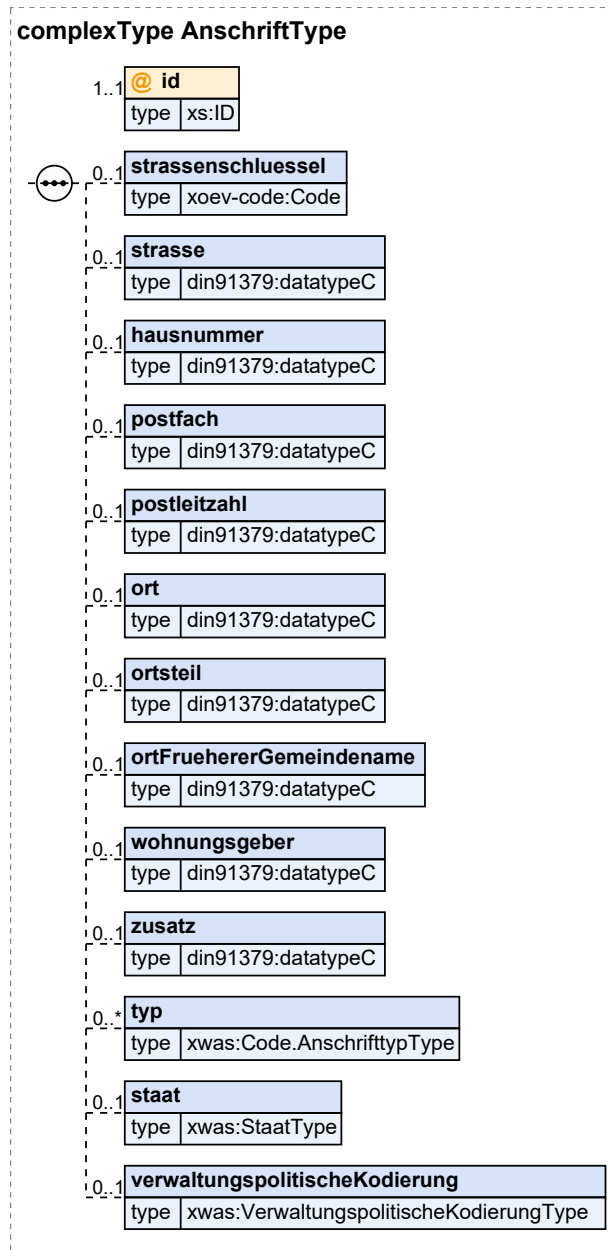 complexType AnschriftType
1..1 @ id
type xs:ID
0..1 strassenschluessel
type xoev-code:Code
0..1 strasse
type din91379:datatypeC
0..1 hausnummer
type din91379:datatypeC
0..1 postfach
type din91379:datatypeC
0..1 postleitzahl
type din91379:datatypeC
0..1 ort
type din91379:datatypeC
0..1 ortsteil
type din91379:datatypeC
0..1 ortFruehererGemeindename
type din91379:datatypeC
0..1 wohnungsgeber
type din91379:datatypeC
0..1 zusatz
type din91379:datatypeC
0..* typ
type xwas:Code.AnschrifttypType
0..1 staat
type xwas:StaatType
0..1 verwaltungspolitischeKodierung
type xwas:VerwaltungspolitischeKodierungType